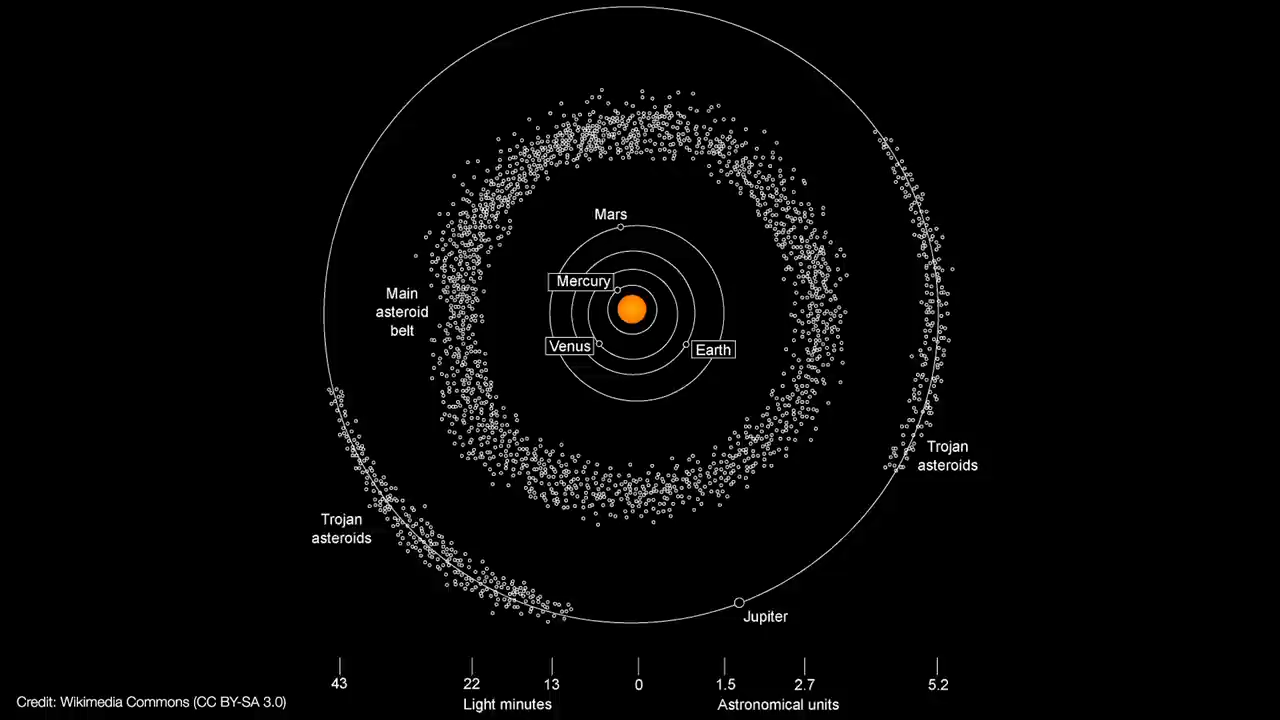 Mars
Mercury
Main
asteroid
belt
Venus
Earth
Trojan
asteroids
Trojan
asteroids
Jupiter
43 22 13 0 1.5 2.7 5.2
Light minutes Astronomical units
Credit: Wikimedia Commons (CC BY-SA 3.0)